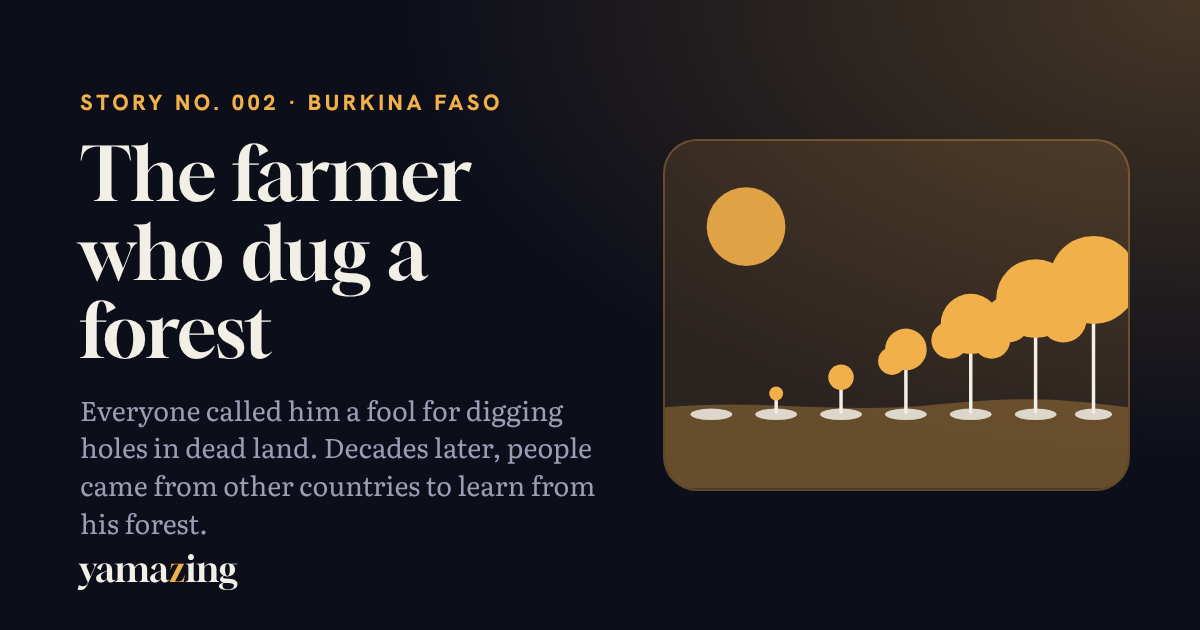 STORY NO. 002 · BURKINA FASO
The farmer
who dug a
forest
Everyone called him a fool for digging
holes in dead land. Decades later, people
came from other countries to learn from
his forest.
yamazing